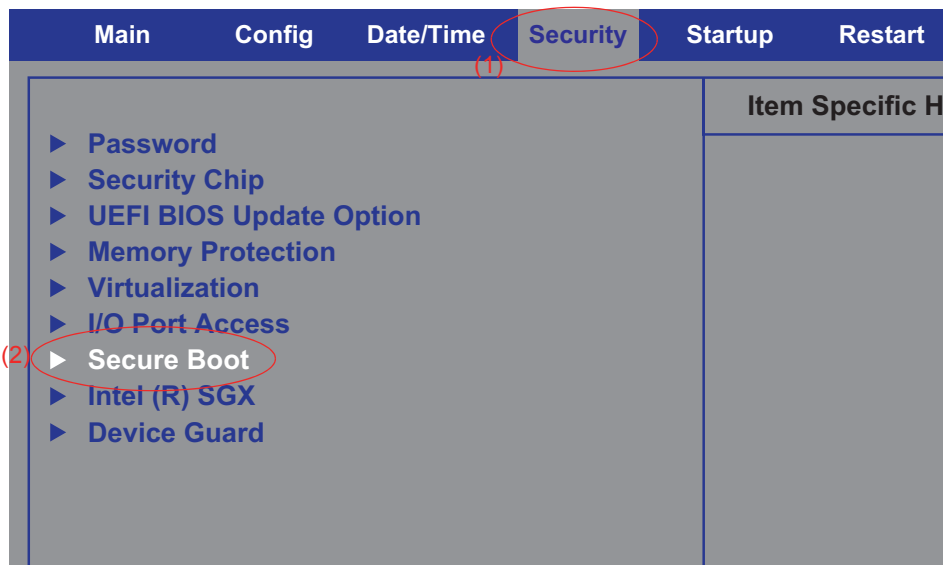 Main Config Date/Time Security Startup Restart
(1)
Item Specific H
Password
Security Chip
UEFI BIOS Update Option
Memory Protection
Virtualization
I/O Port Access
(2) Secure Boot
Intel (R) SGX
Device Guard